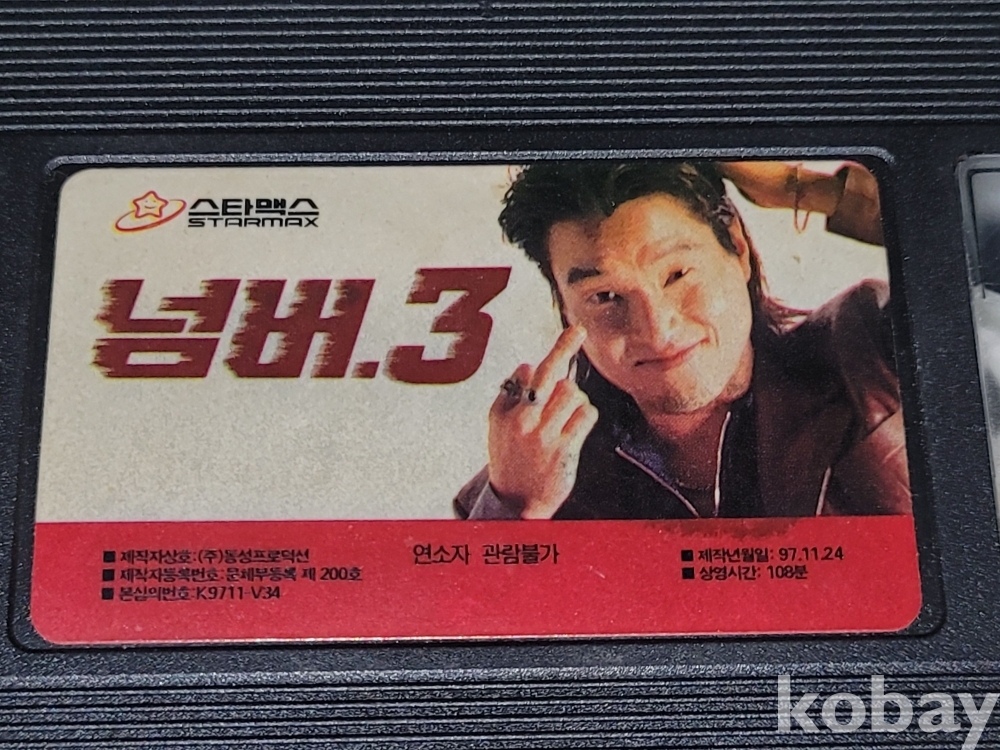 스타맥스
STARMAX
넘버.3
■ 제작자상호:(주)동성프로덕션
■ 제작자등록번호:문체부등록 제 200호
■ 본심의번호:K9711-V34
연소자 관람불가
■ 제작년월일: 97.11.24
■ 상영시간: 108분
kobay